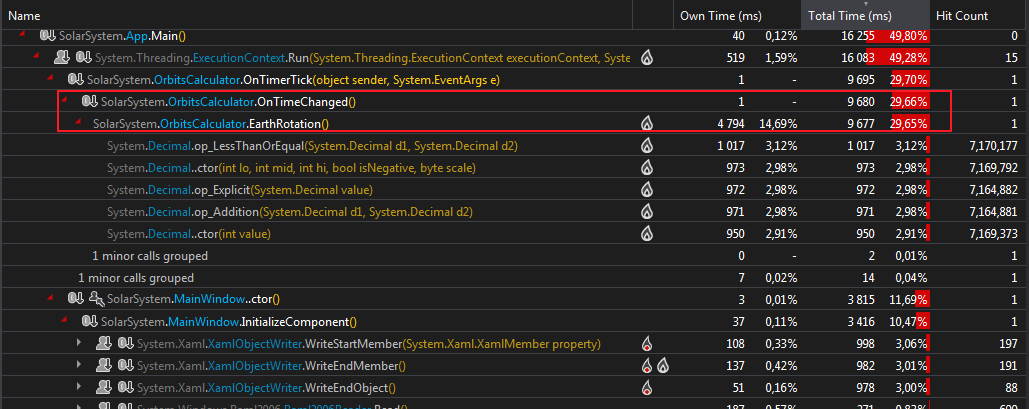 Name Own Time (ms) Total Time (ms) Hit Count
SolarSystem.App.Main() 40 0,12% 16 255 49,80% 0
System.Threading.ExecutionContext.Run(System.Threading.ExecutionContext executionContext, Syste 519 1,59% 16 083 49,28% 15
SolarSystem.OrbitsCalculator.OnTimerTick(object sender, System.EventArgs e) 0 - 9 695 29,70% 1
SolarSystem.OrbitsCalculator.OnTimeChanged() 1 - 9 680 29,66% 1
SolarSystem.OrbitsCalculator.EarthRotation() 4 794 14,69% 9 677 29,65% 1
System.Decimal.op_LessThanOrEqual(System.Decimal d1, System.Decimal d2) 1 017 3,12% 1 017 3,12% 7,170,177
System.Decimal..ctor(int lo, int mid, int hi, bool isNegative, byte scale) 973 2,98% 973 2,98% 7,169,792
System.Decimal.op_Explicit(System.Decimal value) 972 2,98% 972 2,98% 7,164,882
System.Decimal.op_Addition(System.Decimal d1, System.Decimal d2) 971 2,98% 971 2,98% 7,164,881
System.Decimal..ctor(int value) 950 2,91% 950 2,91% 7,169,373
1 minor calls grouped 0 - 2 0,01% 1
1 minor calls grouped 7 0,02% 14 0,04% 1
SolarSystem.MainWindow..ctor() 3 0,01% 3 815 11,69% 1
SolarSystem.MainWindow.InitializeComponent() 37 0,11% 3 416 10,47% 1
System.Xaml.XamlObjectWriter.WriteStartMember(System.Xaml.XamlMember property) 108 0,33% 998 3,06% 197
System.Xaml.XamlObjectWriter.WriteEndMember() 137 0,42% 982 3,01% 191
System.Xaml.XamlObjectWriter.WriteEndObject() 51 0,16% 978 3,00% 88